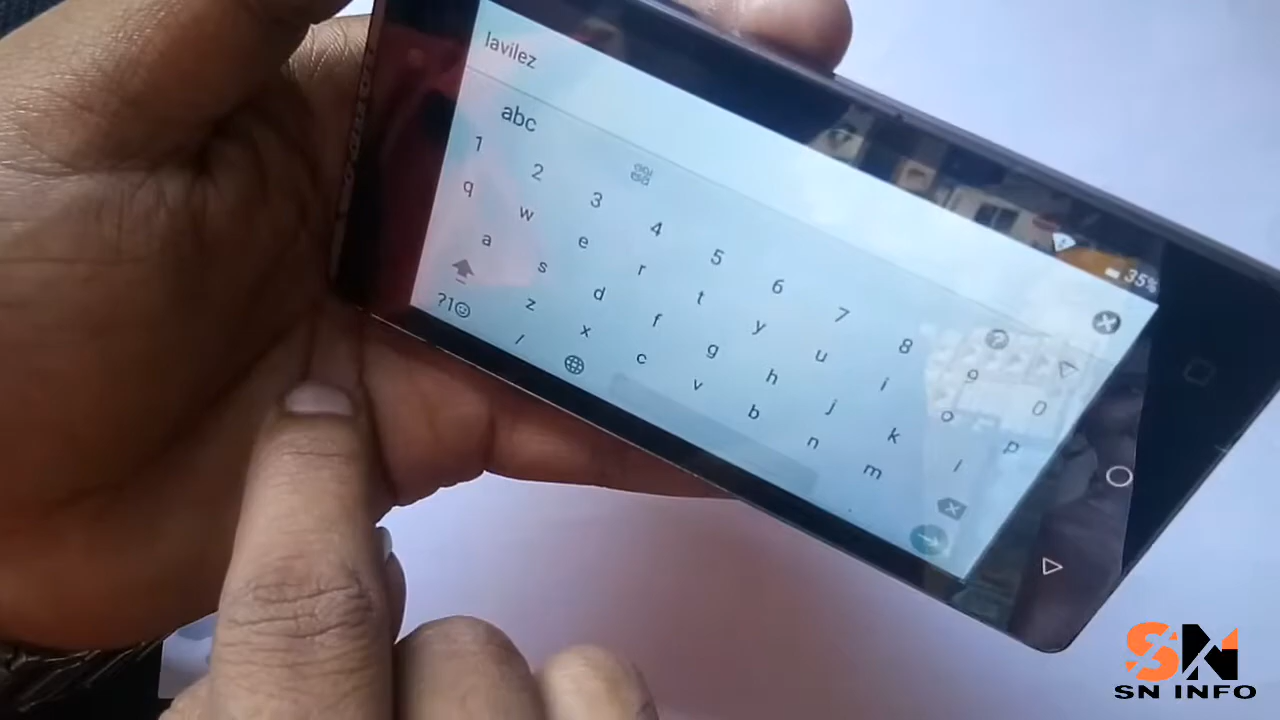 lavilez
35%
abc
1 2 3 4 5 6 7 8 9 0
q w e r t y u i o p
a s d f g h j k l
z x c v b n m
?1☺ /
SN
SN INFO